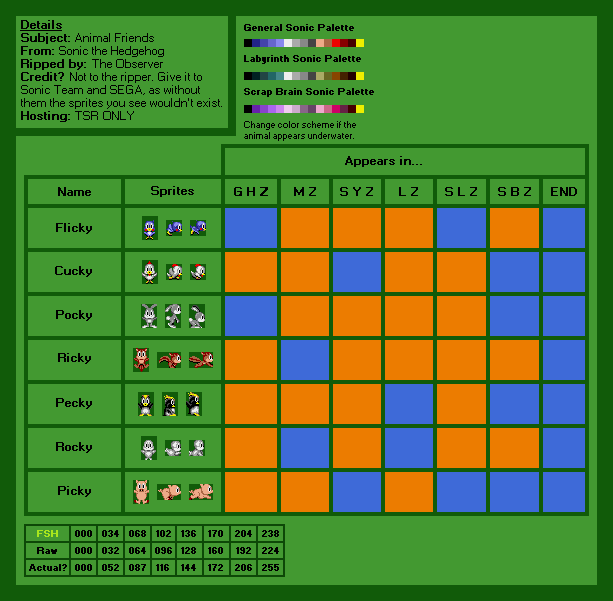 Details
Subject: Animal Friends
From: Sonic the Hedgehog
Ripped by: The Observer
Credit? Not to the ripper. Give it to
Sonic Team and SEGA, as without
them the sprites you see wouldn't exist.
Hosting: TSR ONLY
General Sonic Palette
Labyrinth Sonic Palette
Scrap Brain Sonic Palette
Change color scheme if the
animal appears underwater.
Appears in...
Name Sprites G H Z M Z S Y Z L Z S L Z S B Z END
Flicky
Cucky
Pocky
Ricky
Pecky
Rocky
Picky
FSH 000 034 068 102 136 170 204 238
Raw 000 032 064 096 128 160 192 224
Actual? 000 052 087 116 144 172 206 255